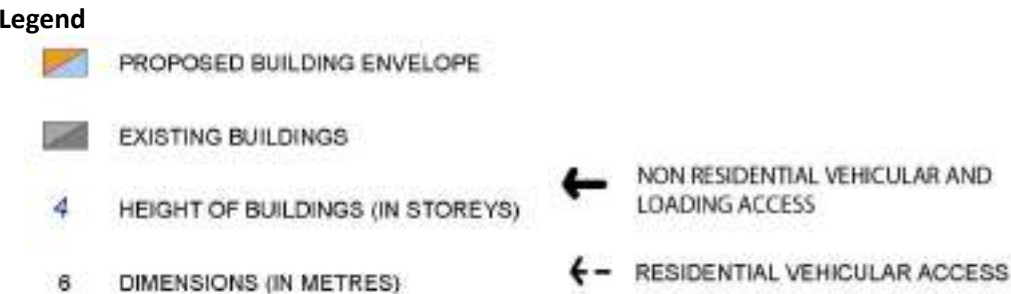 Legend
PROPOSED BUILDING ENVELOPE
EXISTING BUILDINGS
4 HEIGHT OF BUILDINGS (IN STOREYS)
6 DIMENSIONS (IN METRES)
NON RESIDENTIAL VEHICULAR AND
LOADING ACCESS
RESIDENTIAL VEHICULAR ACCESS